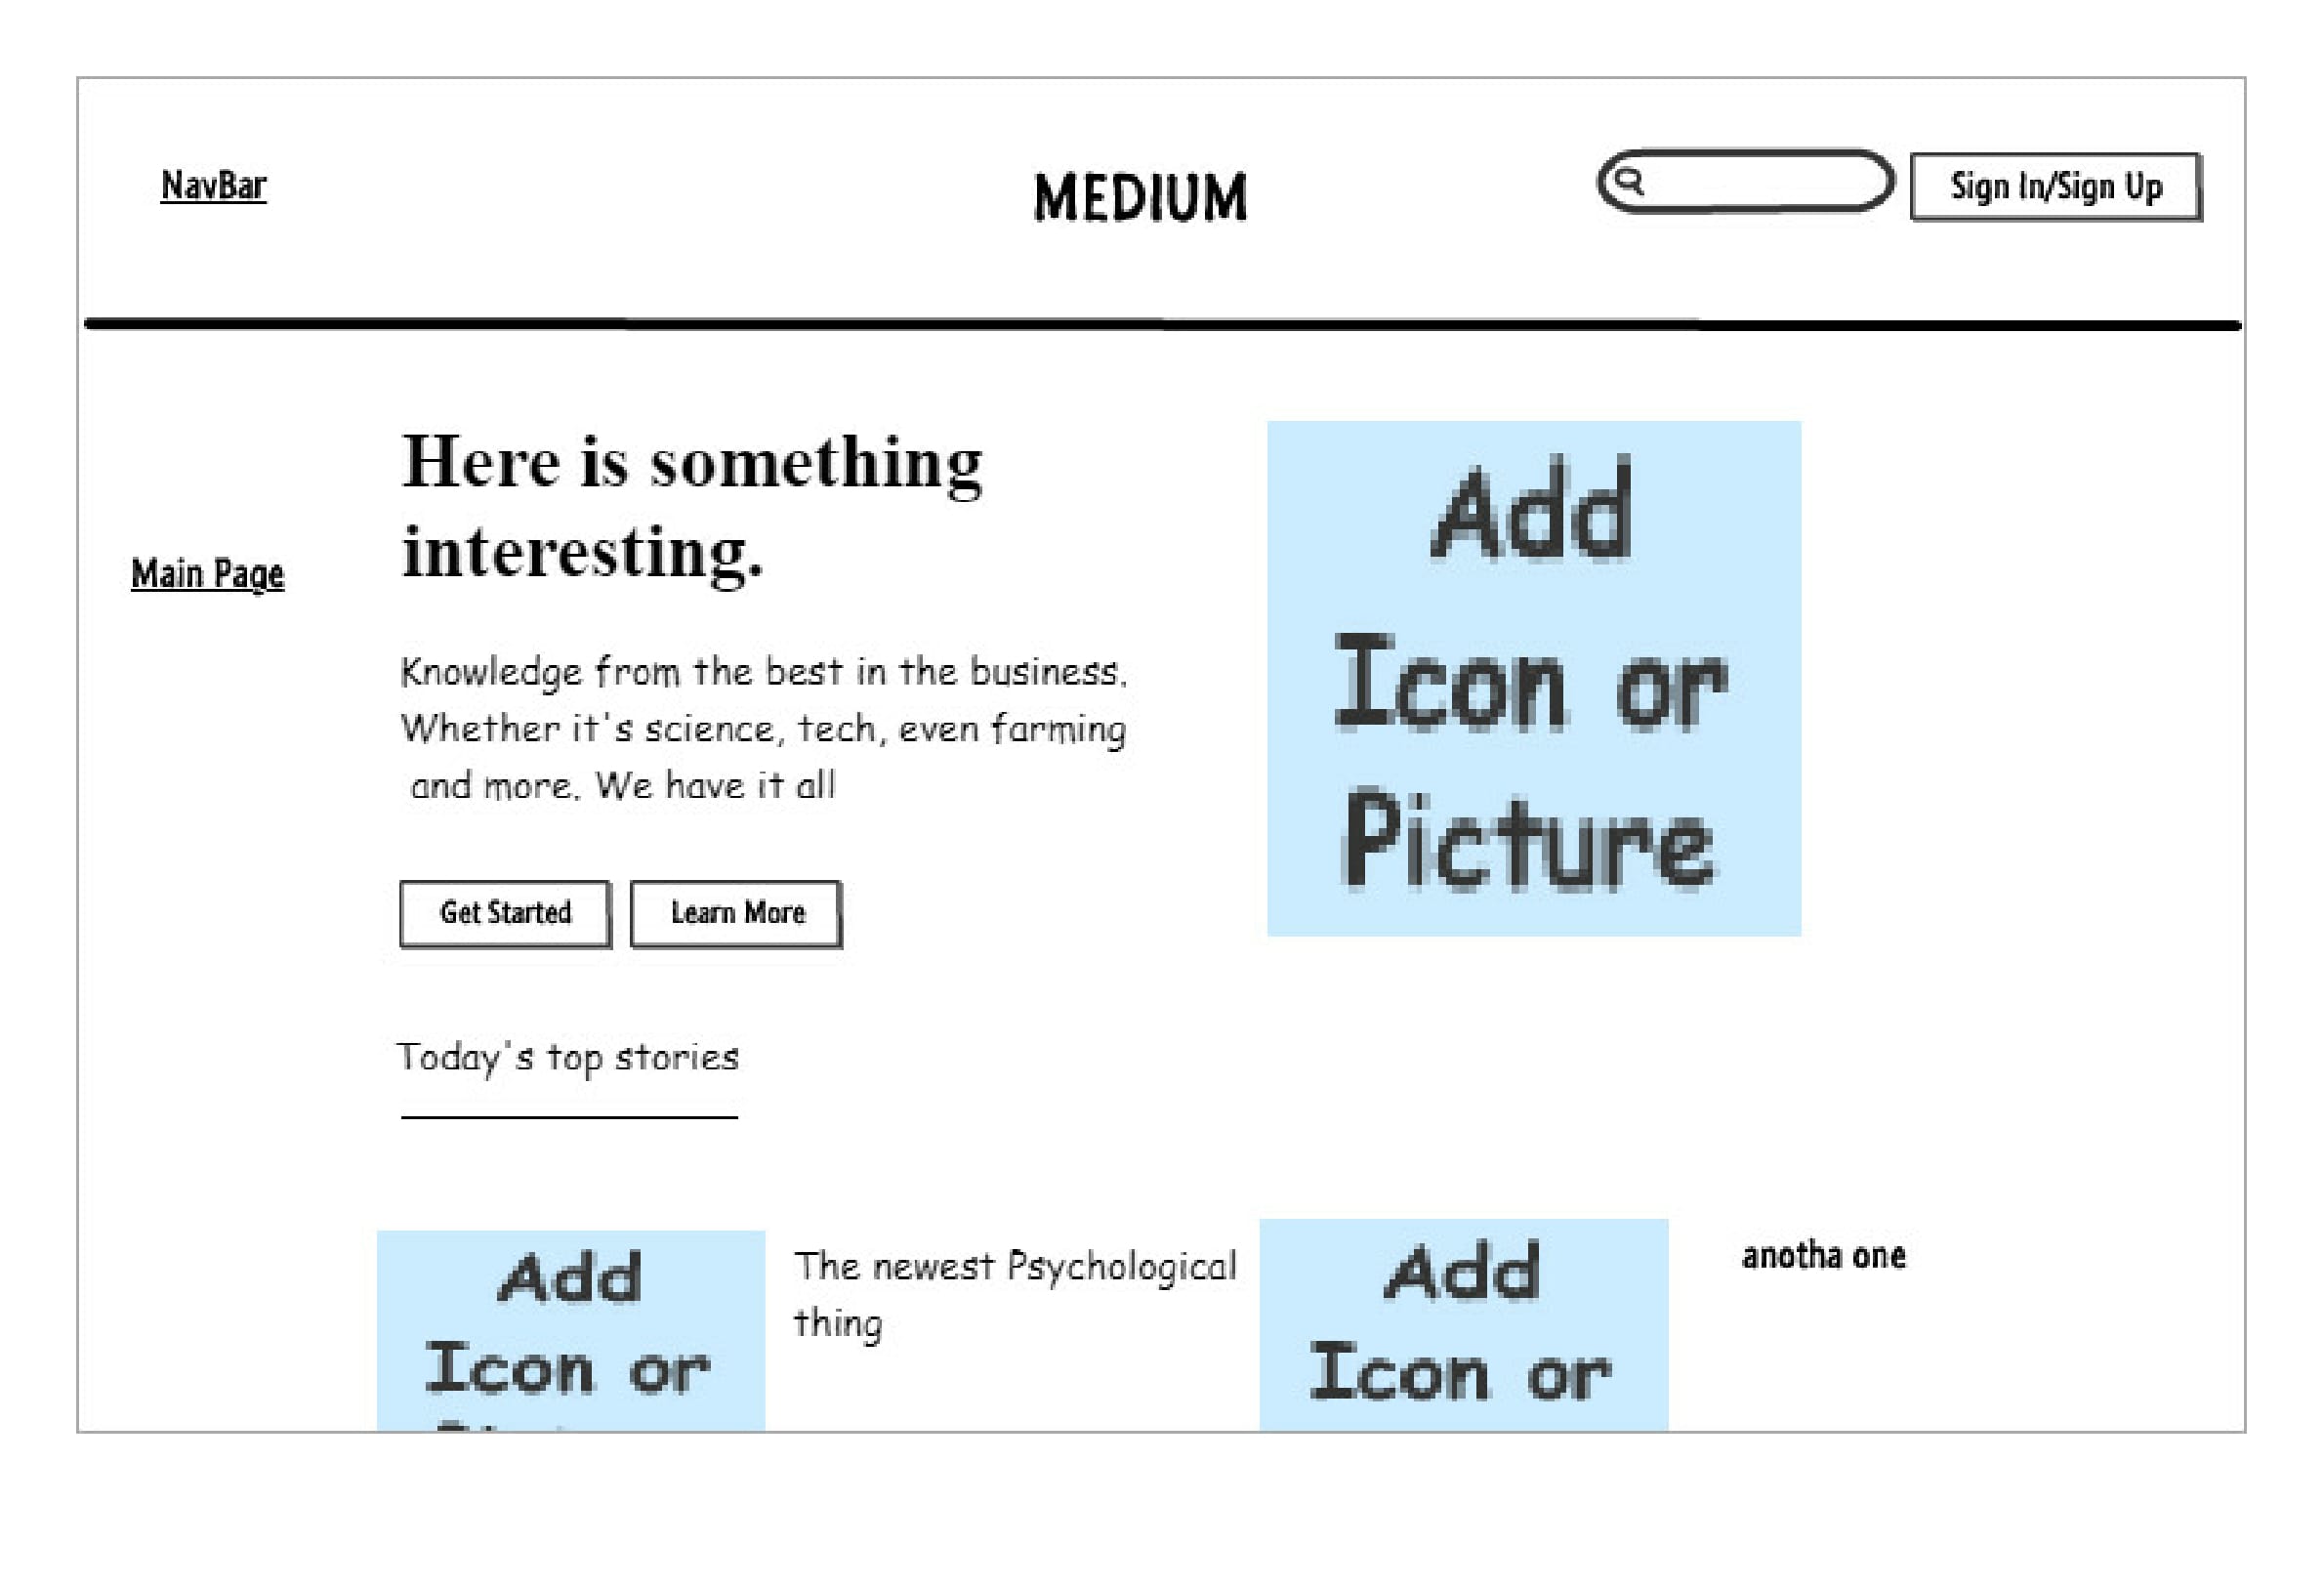 NavBar
MEDIUM
Sign In/Sign Up
Main Page
Here is something
interesting.
Knowledge from the best in the business.
Whether it's science, tech, even farming
and more. We have it all
Add
Icon or
Picture
Get Started
Learn More
Today's top stories
Add
Icon or
The newest Psychological
thing
Add
Icon or
anotha one